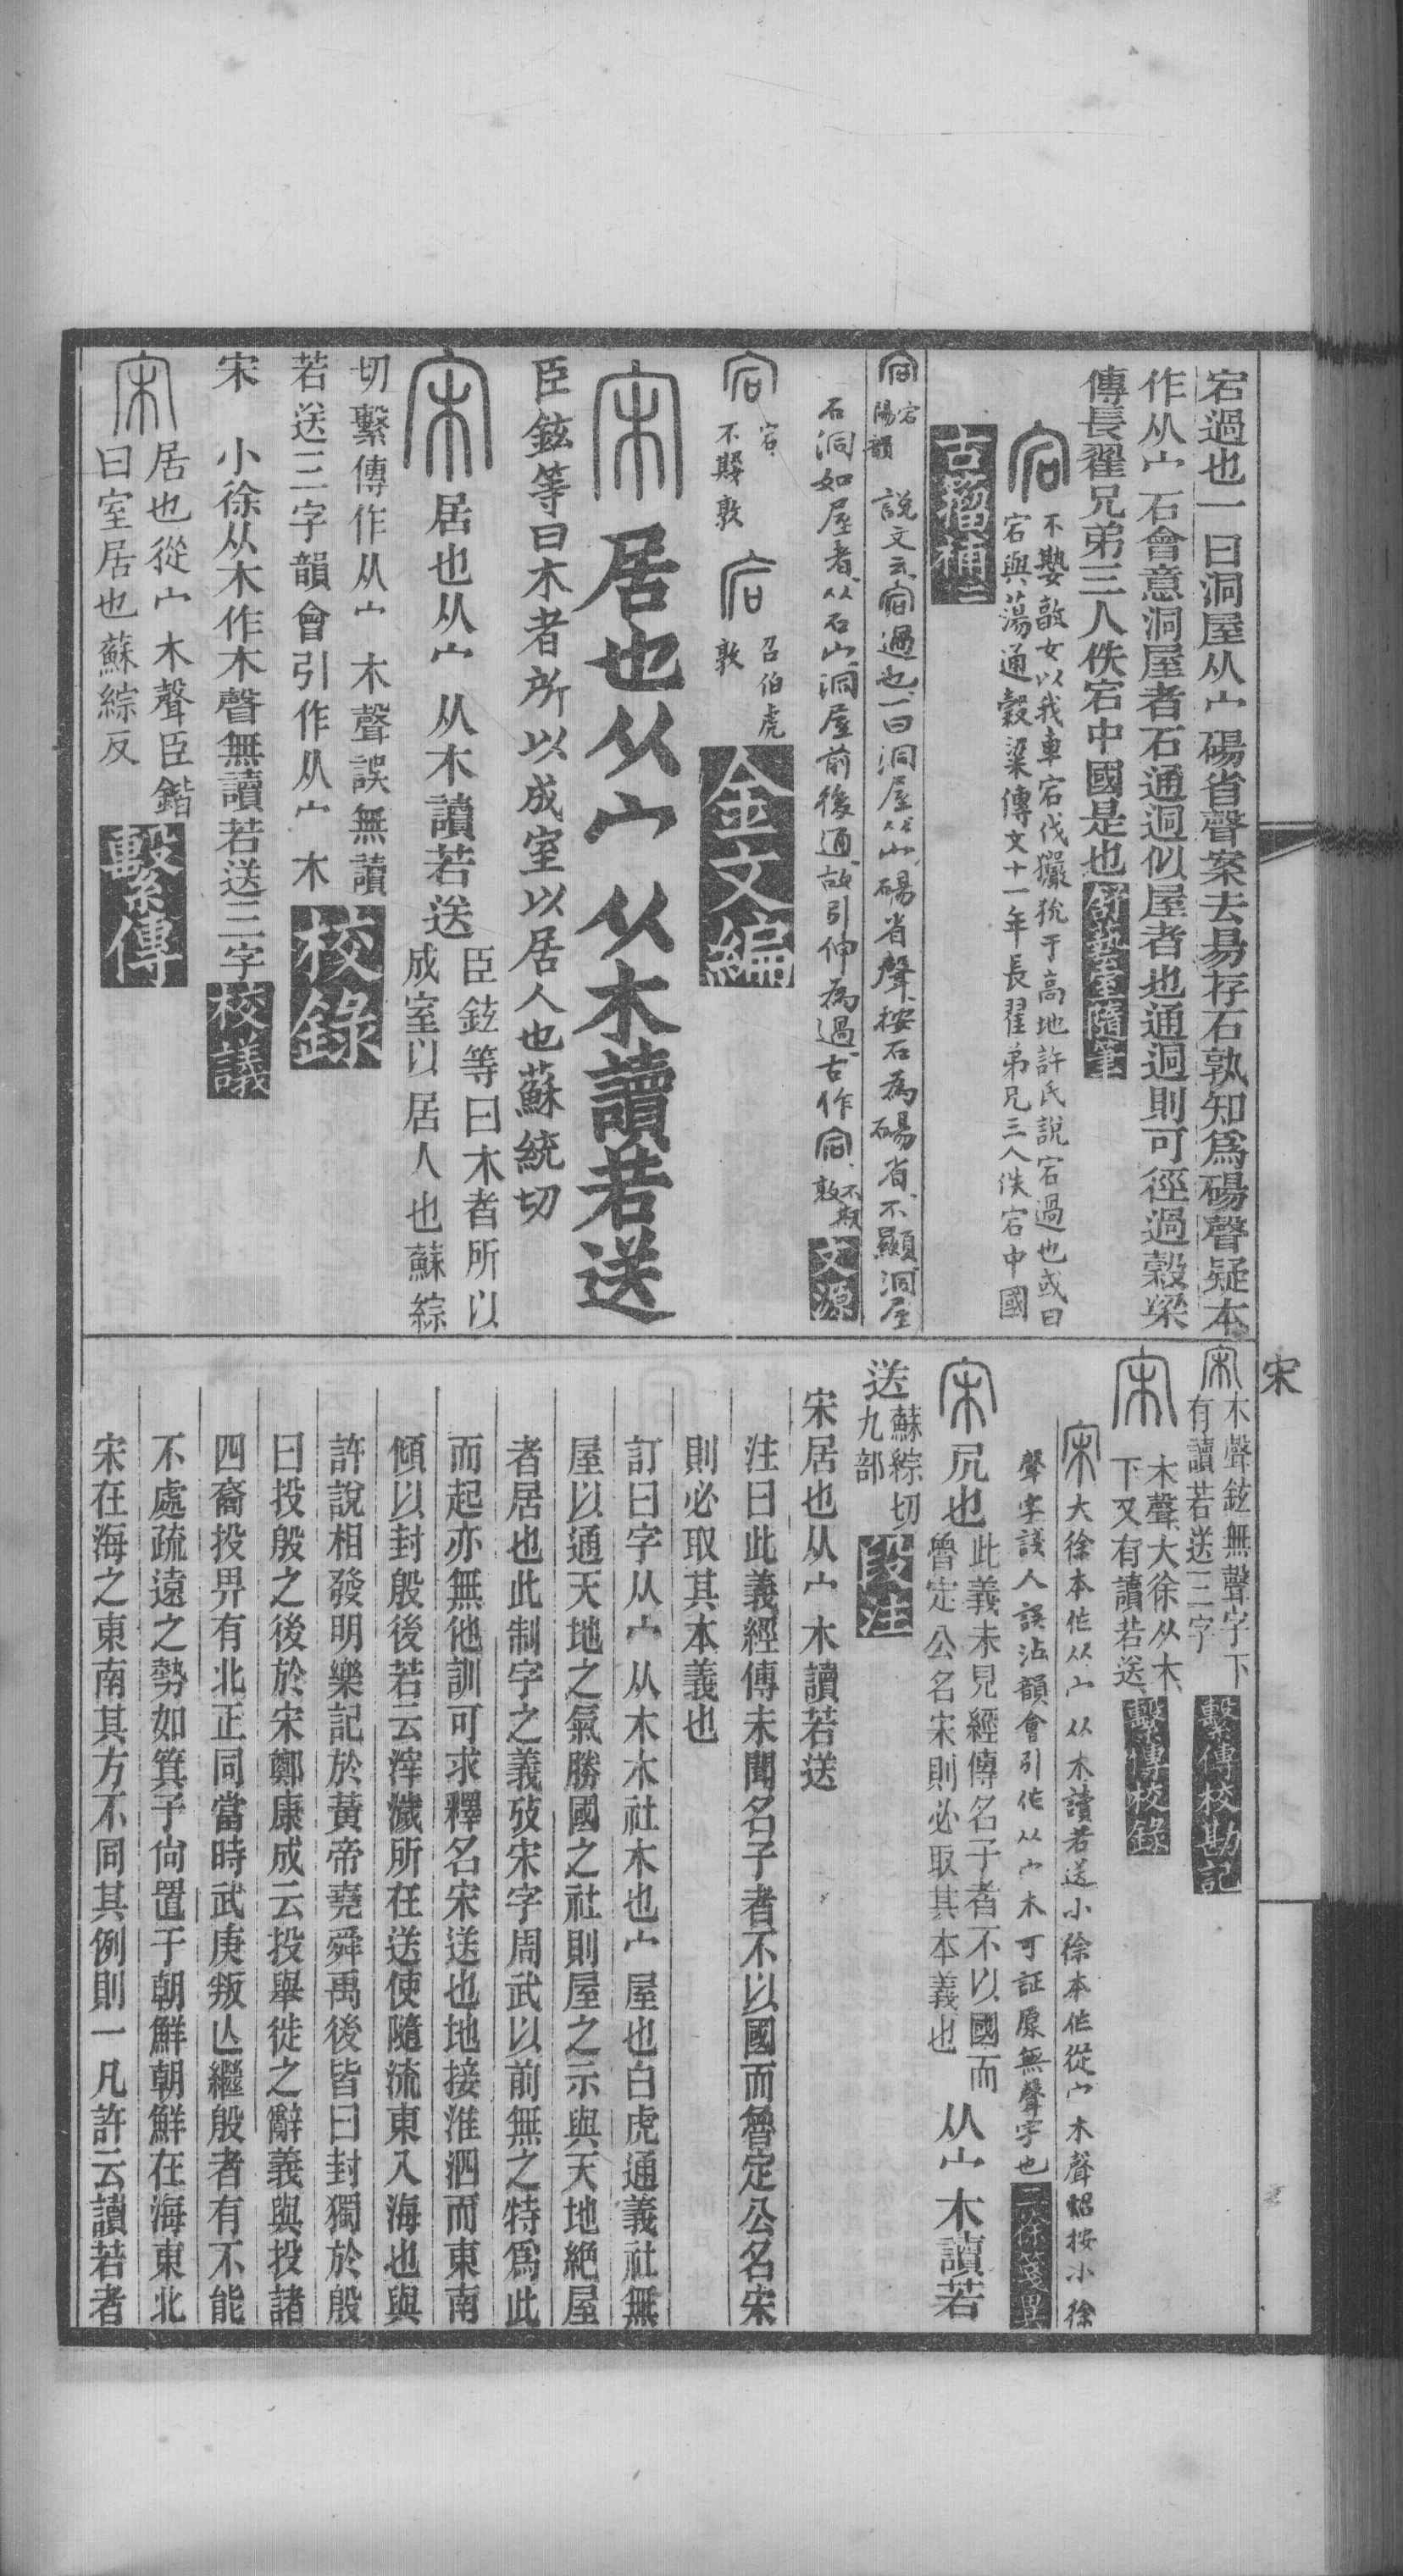 宕過也一曰洞屋从宀碭省聲案去昜存石孰知爲碭聲疑本
作从宀石會意洞屋者石通迵似屋者也通迵則可徑過穀梁
傳長翟兄弟三人佚宕中國是也舒蓺室隨筆
不𡢁敦女以我車宕伐玁狁于高地許氏說宕過也或曰
宕與蕩通穀梁傳文十一年長翟弟兄三人佚宕中國
古籀補
宕陽韻 說文云宕過也一曰洞屋从宀碭省聲按石為碭省不顯洞屋
石洞如屋者从石宀洞屋前後通故引伸為過古作 不𡢁敦 文源
宕不𡢁敦 召伯虎敦 金文編
宋 居也从宀从木讀若送
臣鉉等曰木者所以成室以居人也蘇統切
宋 居也从宀从木讀若送 臣鉉等曰木者所以
成室以居人也蘇綜
切繫傳作从宀木聲誤無讀
若送三字韻會引作从宀木 校錄
宋 小徐从木作木聲無讀若送三字 校議
宋 居也從宀木聲臣鍇
曰室居也蘇綜反 繫傳
宋
宋 木聲鉉無聲字下
有讀若送三字 繫傳校勘記
宋 木聲大徐从木
下又有讀若送 繫傳校錄
宋 大徐本作从宀从木讀若送小徐本作從宀木聲紹按小徐
聲字誤人誤沾韻會引作从宀木可証原無聲字也 二徐箋異
宋 凥也 此義未見經傳名子者不以國而
魯定公名宋則必取其本義也 从宀木讀若
送 蘇綜切
九部 段注
宋居也从宀木讀若送
注曰此義經傳未聞名子者不以國而魯定公名宋
則必取其本義也
訂曰字从宀从木木社木也宀屋也白虎通義社無
屋以通天地之氣勝國之社則屋之示與天地絕屋
者居也此制字之義攷宋字周武以前無之特爲此
而起亦無他訓可求釋名宋送也地接淮泗而東南
傾以封殷後若云滓濊所在送使隨流東入海也與
許說相發明樂記於黃帝堯舜禹後皆曰封獨於殷
曰投殷之後於宋鄭康成云投舉徙之辭義與投諸
四裔投畀有北正同當時武庚叛亾繼殷者有不能
不處疏遠之勢如箕子尙置于朝鮮朝鮮在海東北
宋在海之東南其方不同其例則一凡許云讀若者